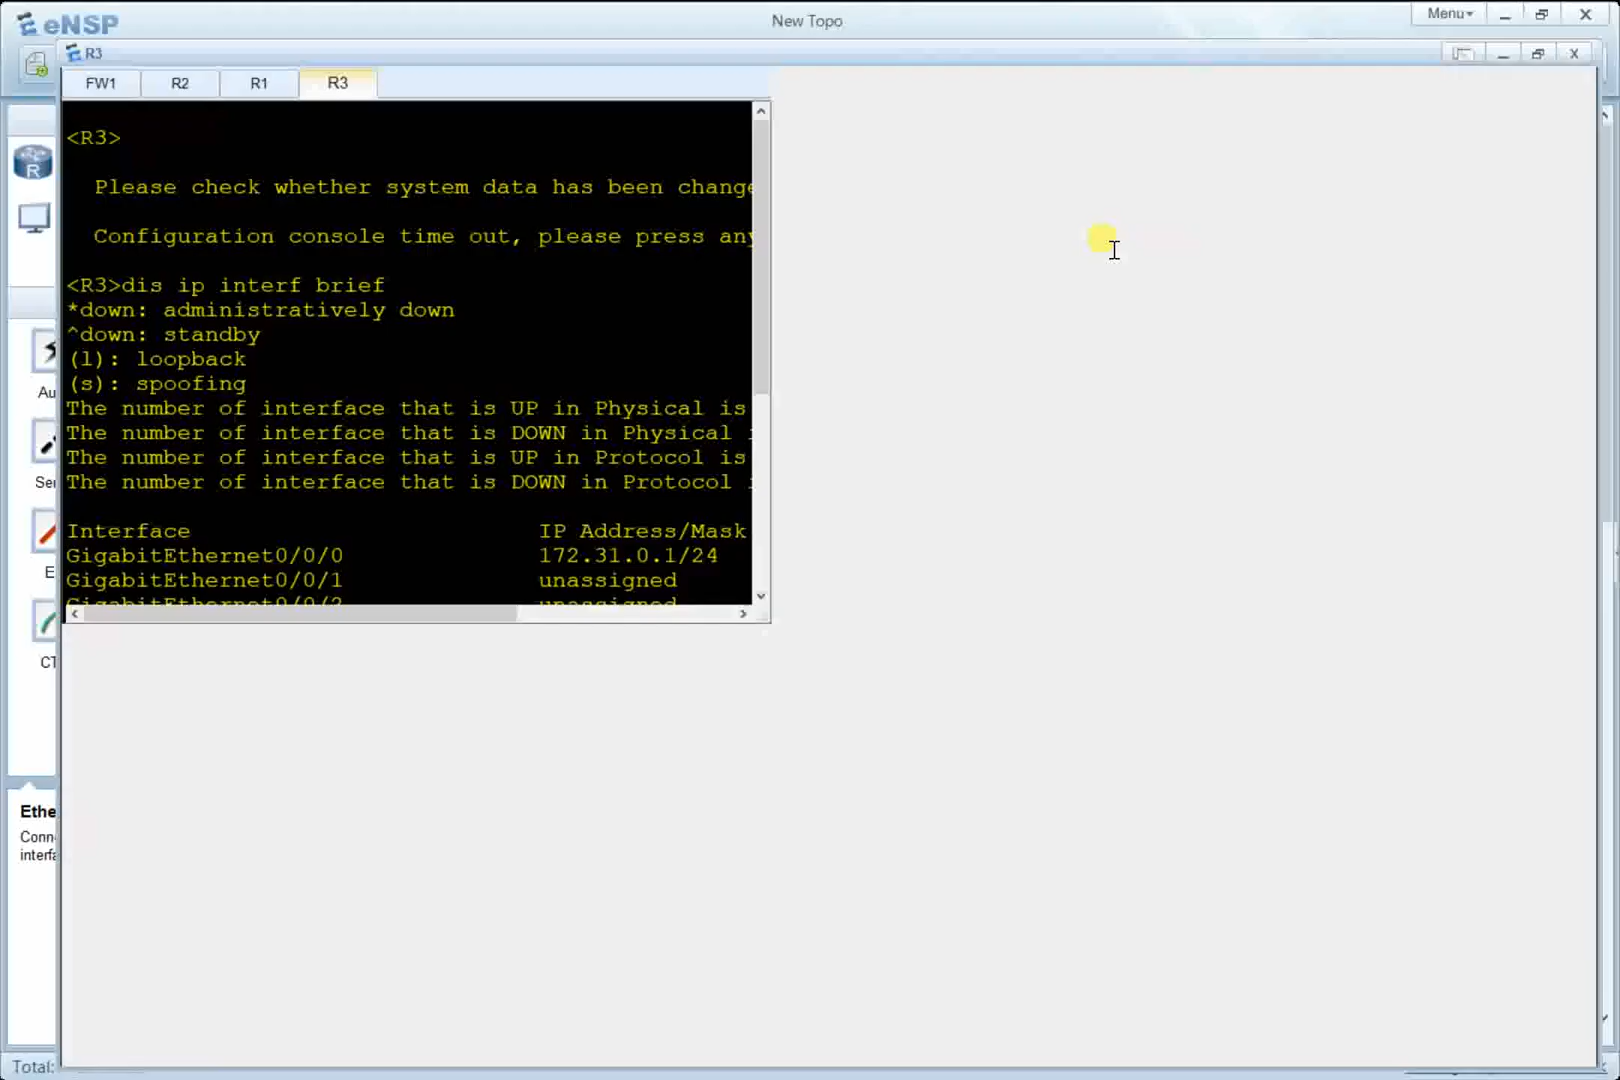 eNSP
New Topo
Menu
R3
FW1 R2 R1 R3
<R3>
Please check whether system data has been change
Configuration console time out, please press any
<R3>dis ip interf brief
*down: administratively down
^down: standby
(l): loopback
(s): spoofing
The number of interface that is UP in Physical is
The number of interface that is DOWN in Physical
The number of interface that is UP in Protocol is
The number of interface that is DOWN in Protocol
Interface IP Address/Mask
GigabitEthernet0/0/0 172.31.0.1/24
GigabitEthernet0/0/1 unassigned
GigabitEthernet0/0/2 unassigned
R
Au
Se
E
CT
Ethe
Conn
interfa
Total: